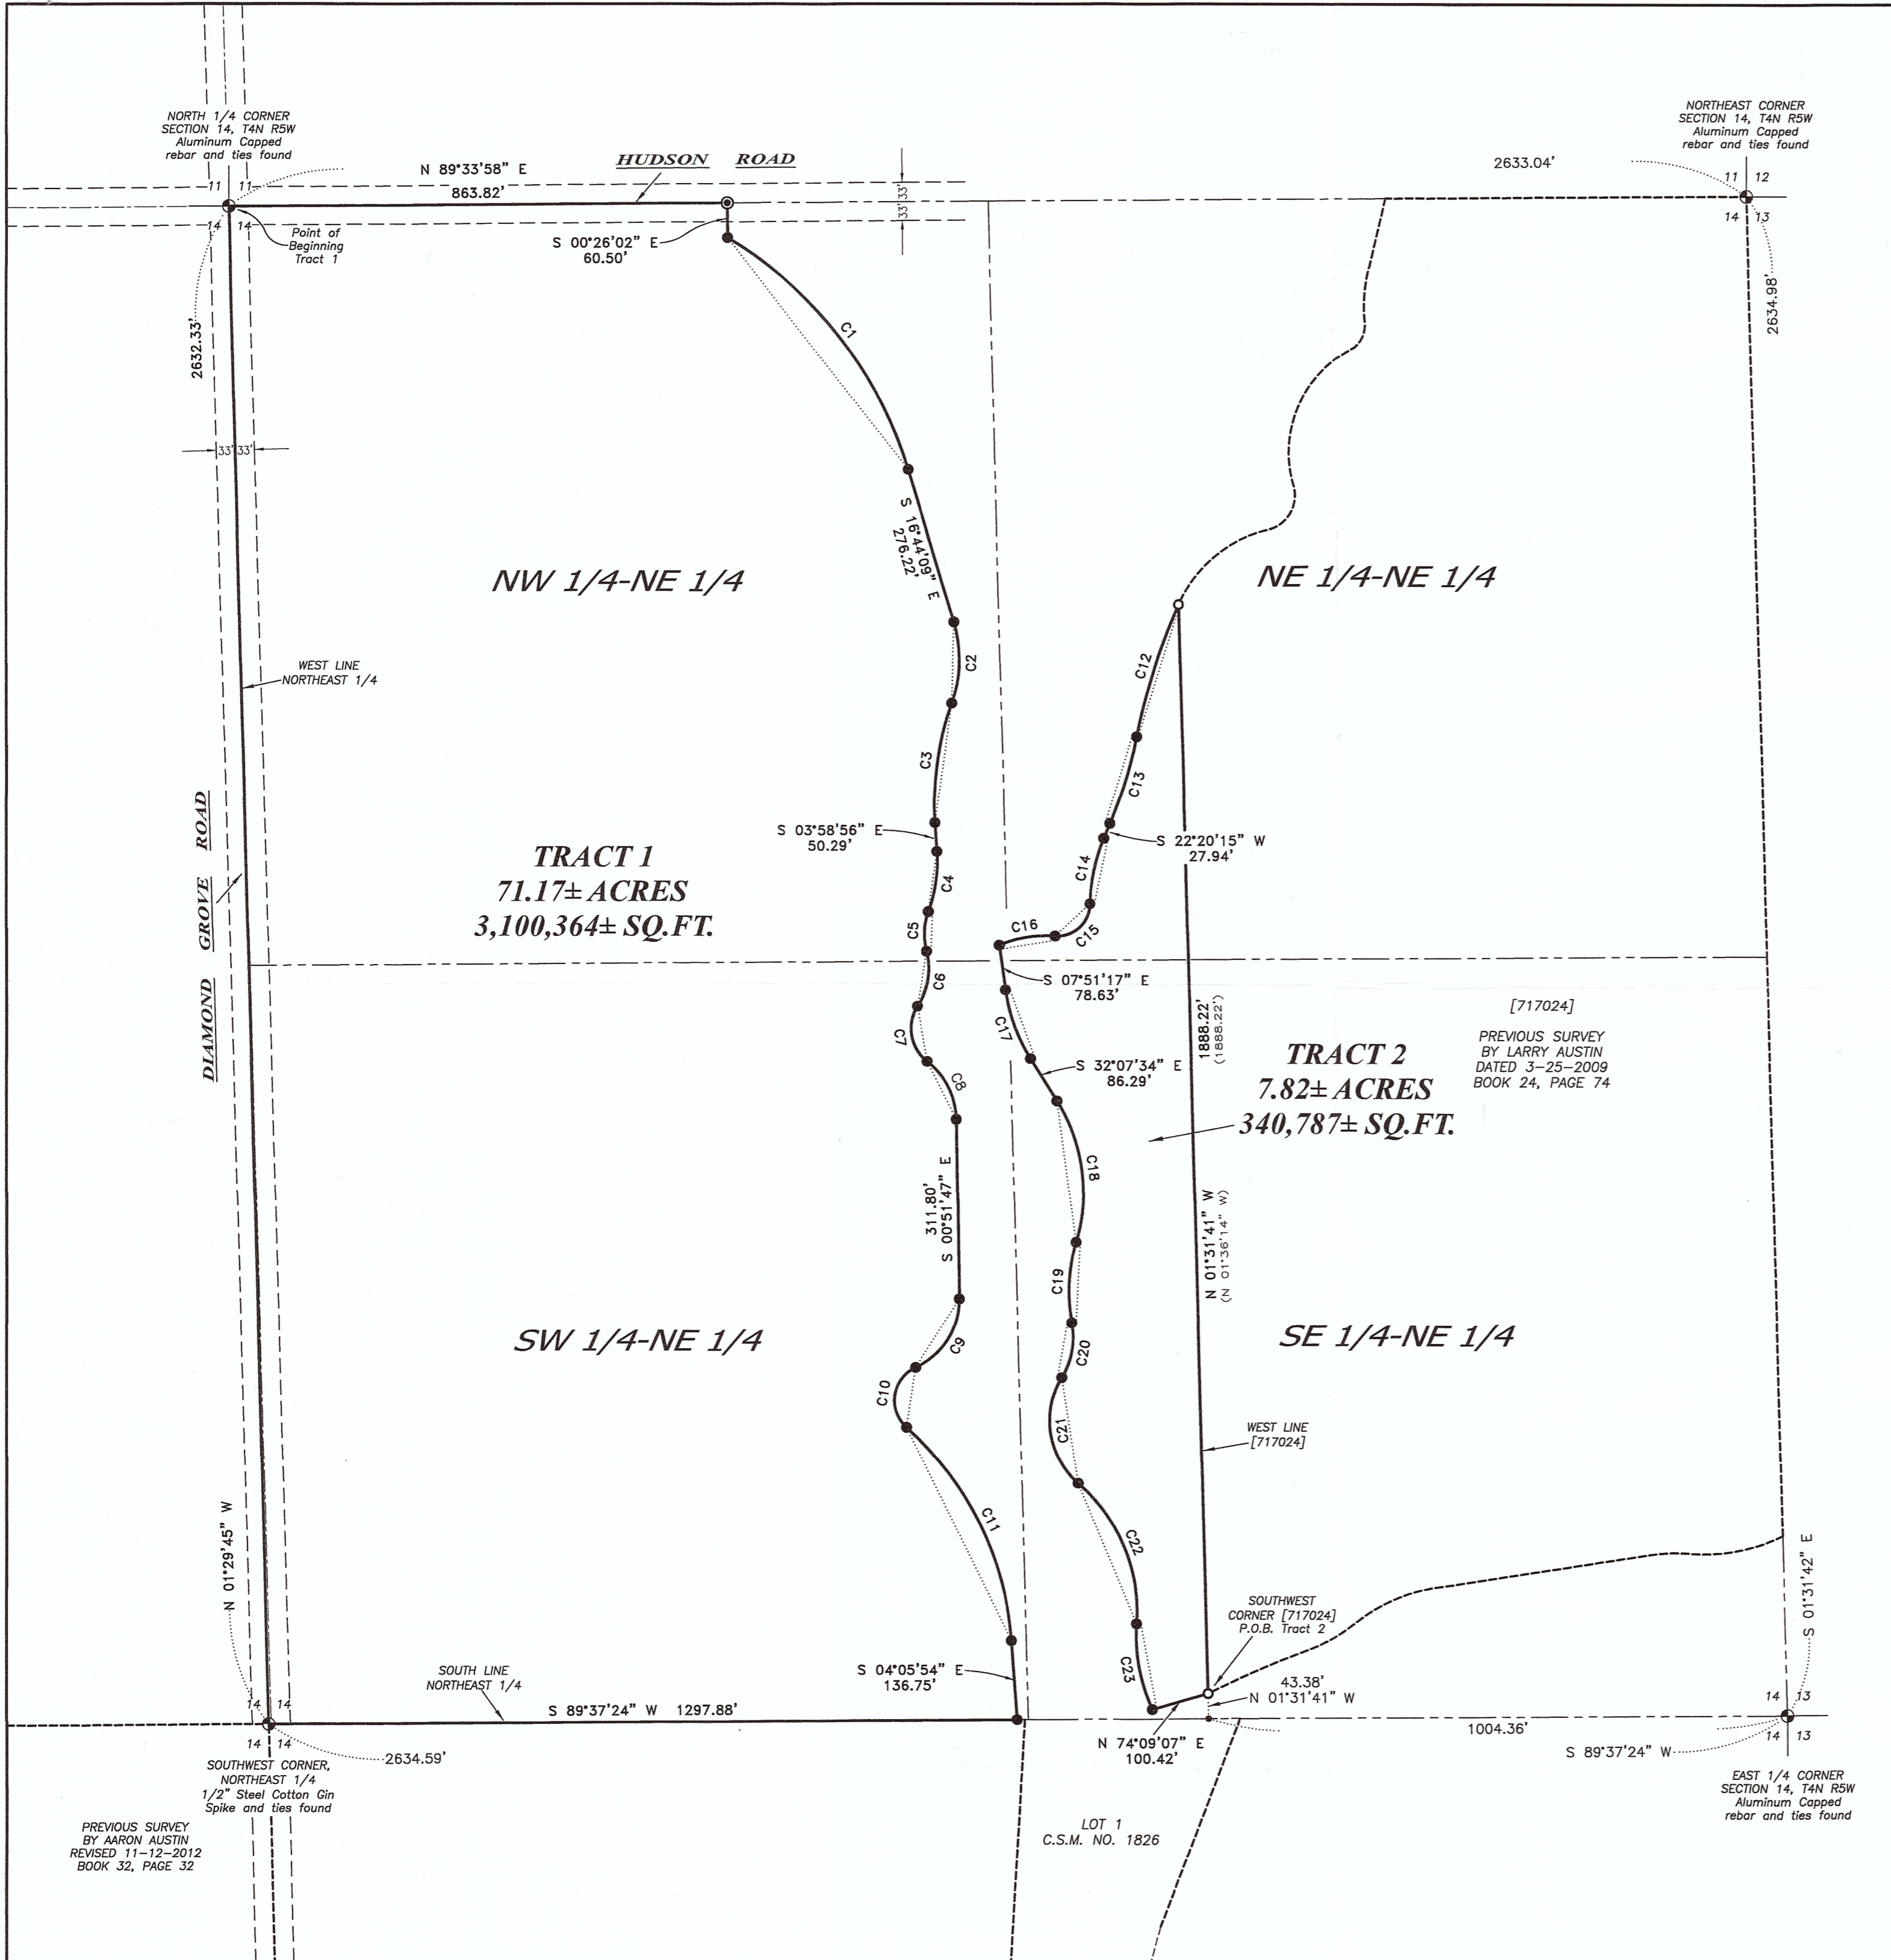 NORTH 1/4 CORNER
SECTION 14, T4N R5W
Aluminum Capped
rebar and ties found
NORTHEAST CORNER
SECTION 14, T4N R5W
Aluminum Capped
rebar and ties found
N 89°33'58" E
863.82'
HUDSON ROAD
33' 33'
2633.04'
11 11
14 14
11 12
14 13
Point of
Beginning
Tract 1
S 00°26'02" E
60.50'
2632.33'
2634.98'
C1
33' 33'
S 16°44'09" E
276.22'
NW 1/4-NE 1/4
NE 1/4-NE 1/4
WEST LINE
NORTHEAST 1/4
C2
C12
C3
C13
DIAMOND GROVE ROAD
S 03°58'56" E
50.29'
S 22°20'15" W
27.94'
TRACT 1
71.17± ACRES
3,100,364± SQ.FT.
C4
C14
C5
C16
C15
C6
S 07°51'17" E
78.63'
C7
C17
1888.22'
(1888.22')
[717024]
PREVIOUS SURVEY
BY LARRY AUSTIN
DATED 3-25-2009
BOOK 24, PAGE 74
S 32°07'34" E
86.29'
TRACT 2
7.82± ACRES
340,787± SQ.FT.
C8
C18
311.80'
S 00°51'47" E
N 01°31'41" W
(N 01°36'14" W)
C19
SW 1/4-NE 1/4
SE 1/4-NE 1/4
C9
C20
C10
C21
WEST LINE
[717024]
C11
C22
N 01°29'45" W
S 01°31'42" E
SOUTHWEST
CORNER [717024]
P.O.B. Tract 2
SOUTH LINE
NORTHEAST 1/4
S 04°05'54" E
136.75'
C23
43.38'
N 01°31'41" W
14 14
14 14
S 89°37'24" W 1297.88'
14 13
14 13
1004.36'
N 74°09'07" E
100.42'
S 89°37'24" W
2634.59'
SOUTHWEST CORNER,
NORTHEAST 1/4
1/2" Steel Cotton Gin
Spike and ties found
EAST 1/4 CORNER
SECTION 14, T4N R5W
Aluminum Capped
rebar and ties found
PREVIOUS SURVEY
BY AARON AUSTIN
REVISED 11-12-2012
BOOK 32, PAGE 32
LOT 1
C.S.M. NO. 1826